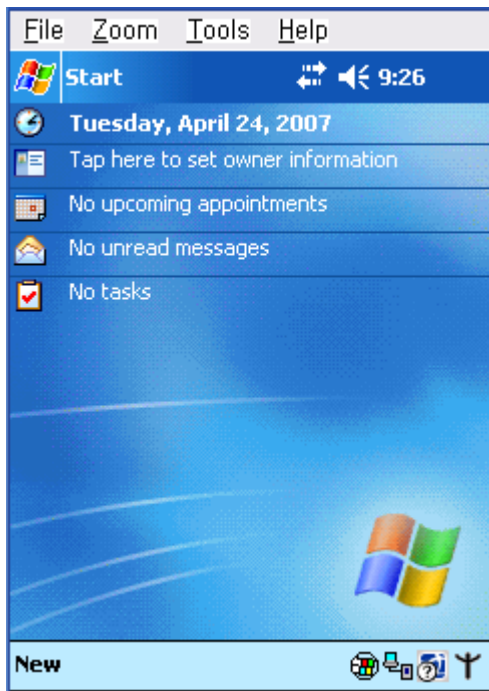 File Zoom Tools Help
Start 9:26
Tuesday, April 24, 2007
Tap here to set owner information
No upcoming appointments
No unread messages
No tasks
New